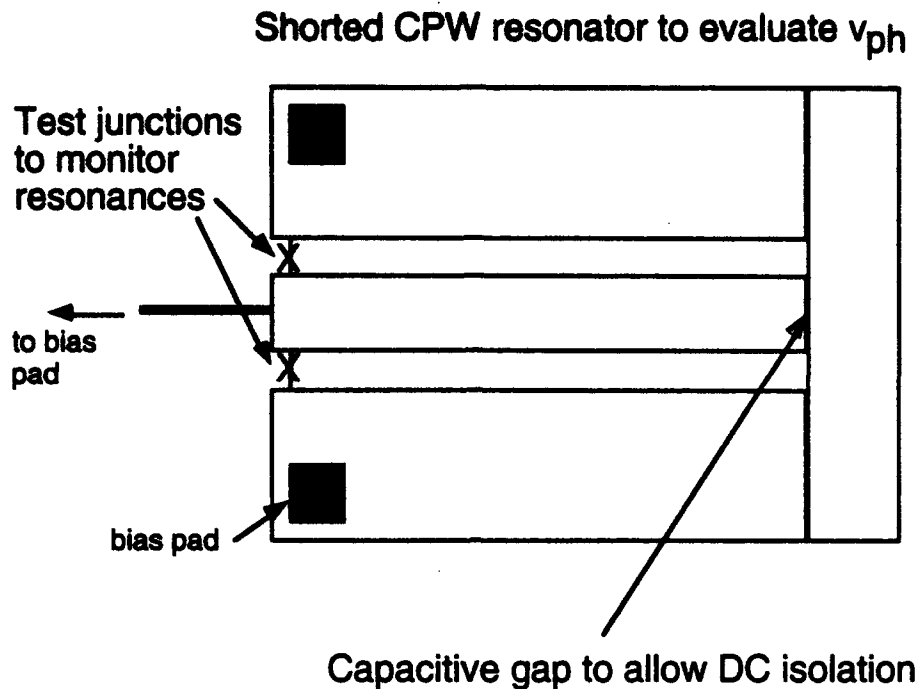 Shorted CPW resonator to evaluate vph
Test junctions
to monitor
resonances
X
to bias
pad
X
bias pad
Capacitive gap to allow DC isolation